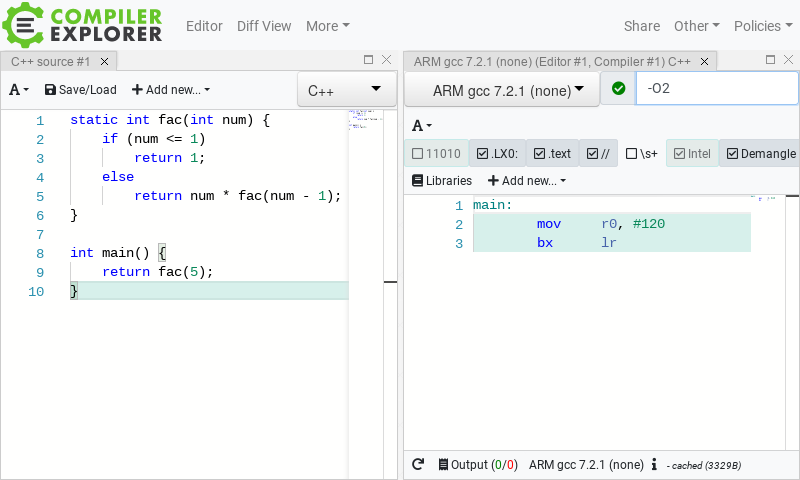 COMPILER
EXPLORER
Editor Diff View More
Share Other Policies
C++ source #1
A Save/Load Add new...
C++
1 static int fac(int num) {
2 if (num <= 1)
3 return 1;
4 else
5 return num * fac(num - 1);
6 }
7
8 int main() {
9 return fac(5);
10 }
ARM gcc 7.2.1 (none) (Editor #1, Compiler #1) C++
ARM gcc 7.2.1 (none) -O2
A
11010 .LX0: .text // \s+ Intel Demangle
Libraries Add new...
1 main:
2 mov r0, #120
3 bx lr
Output (0/0) ARM gcc 7.2.1 (none) i - cached (3329B)